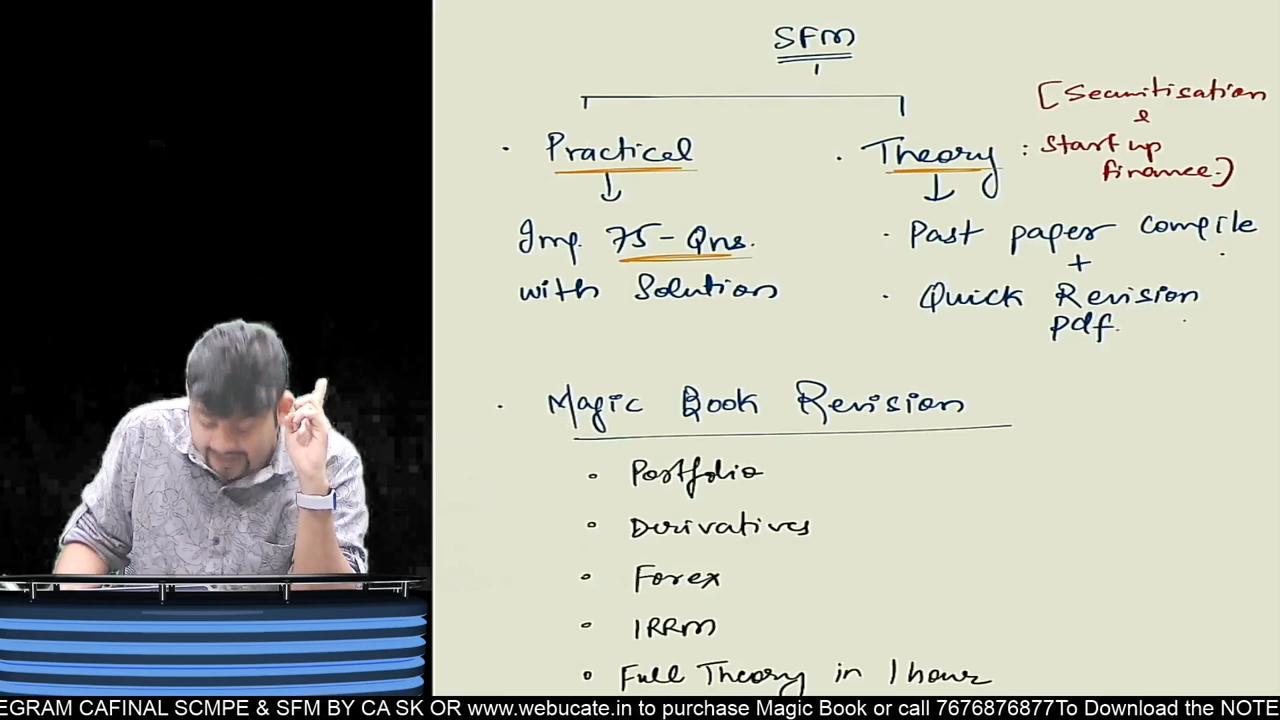 SFM
[Securitisation
&
· Practical
· Theory : Start up
finance.]
Imp. 75 - Qns.
with Solution
· Past paper compile
+
· Quick Revision
pdf.
· Magic Book Revision
Portfolio
Derivatives
Forex
IRRM
Full Theory in 1 hour
EGRAM CAFINAL SCMPE & SFM BY CA SK OR www.webucate.in to purchase Magic Book or call 7676876877To Download the NOTE